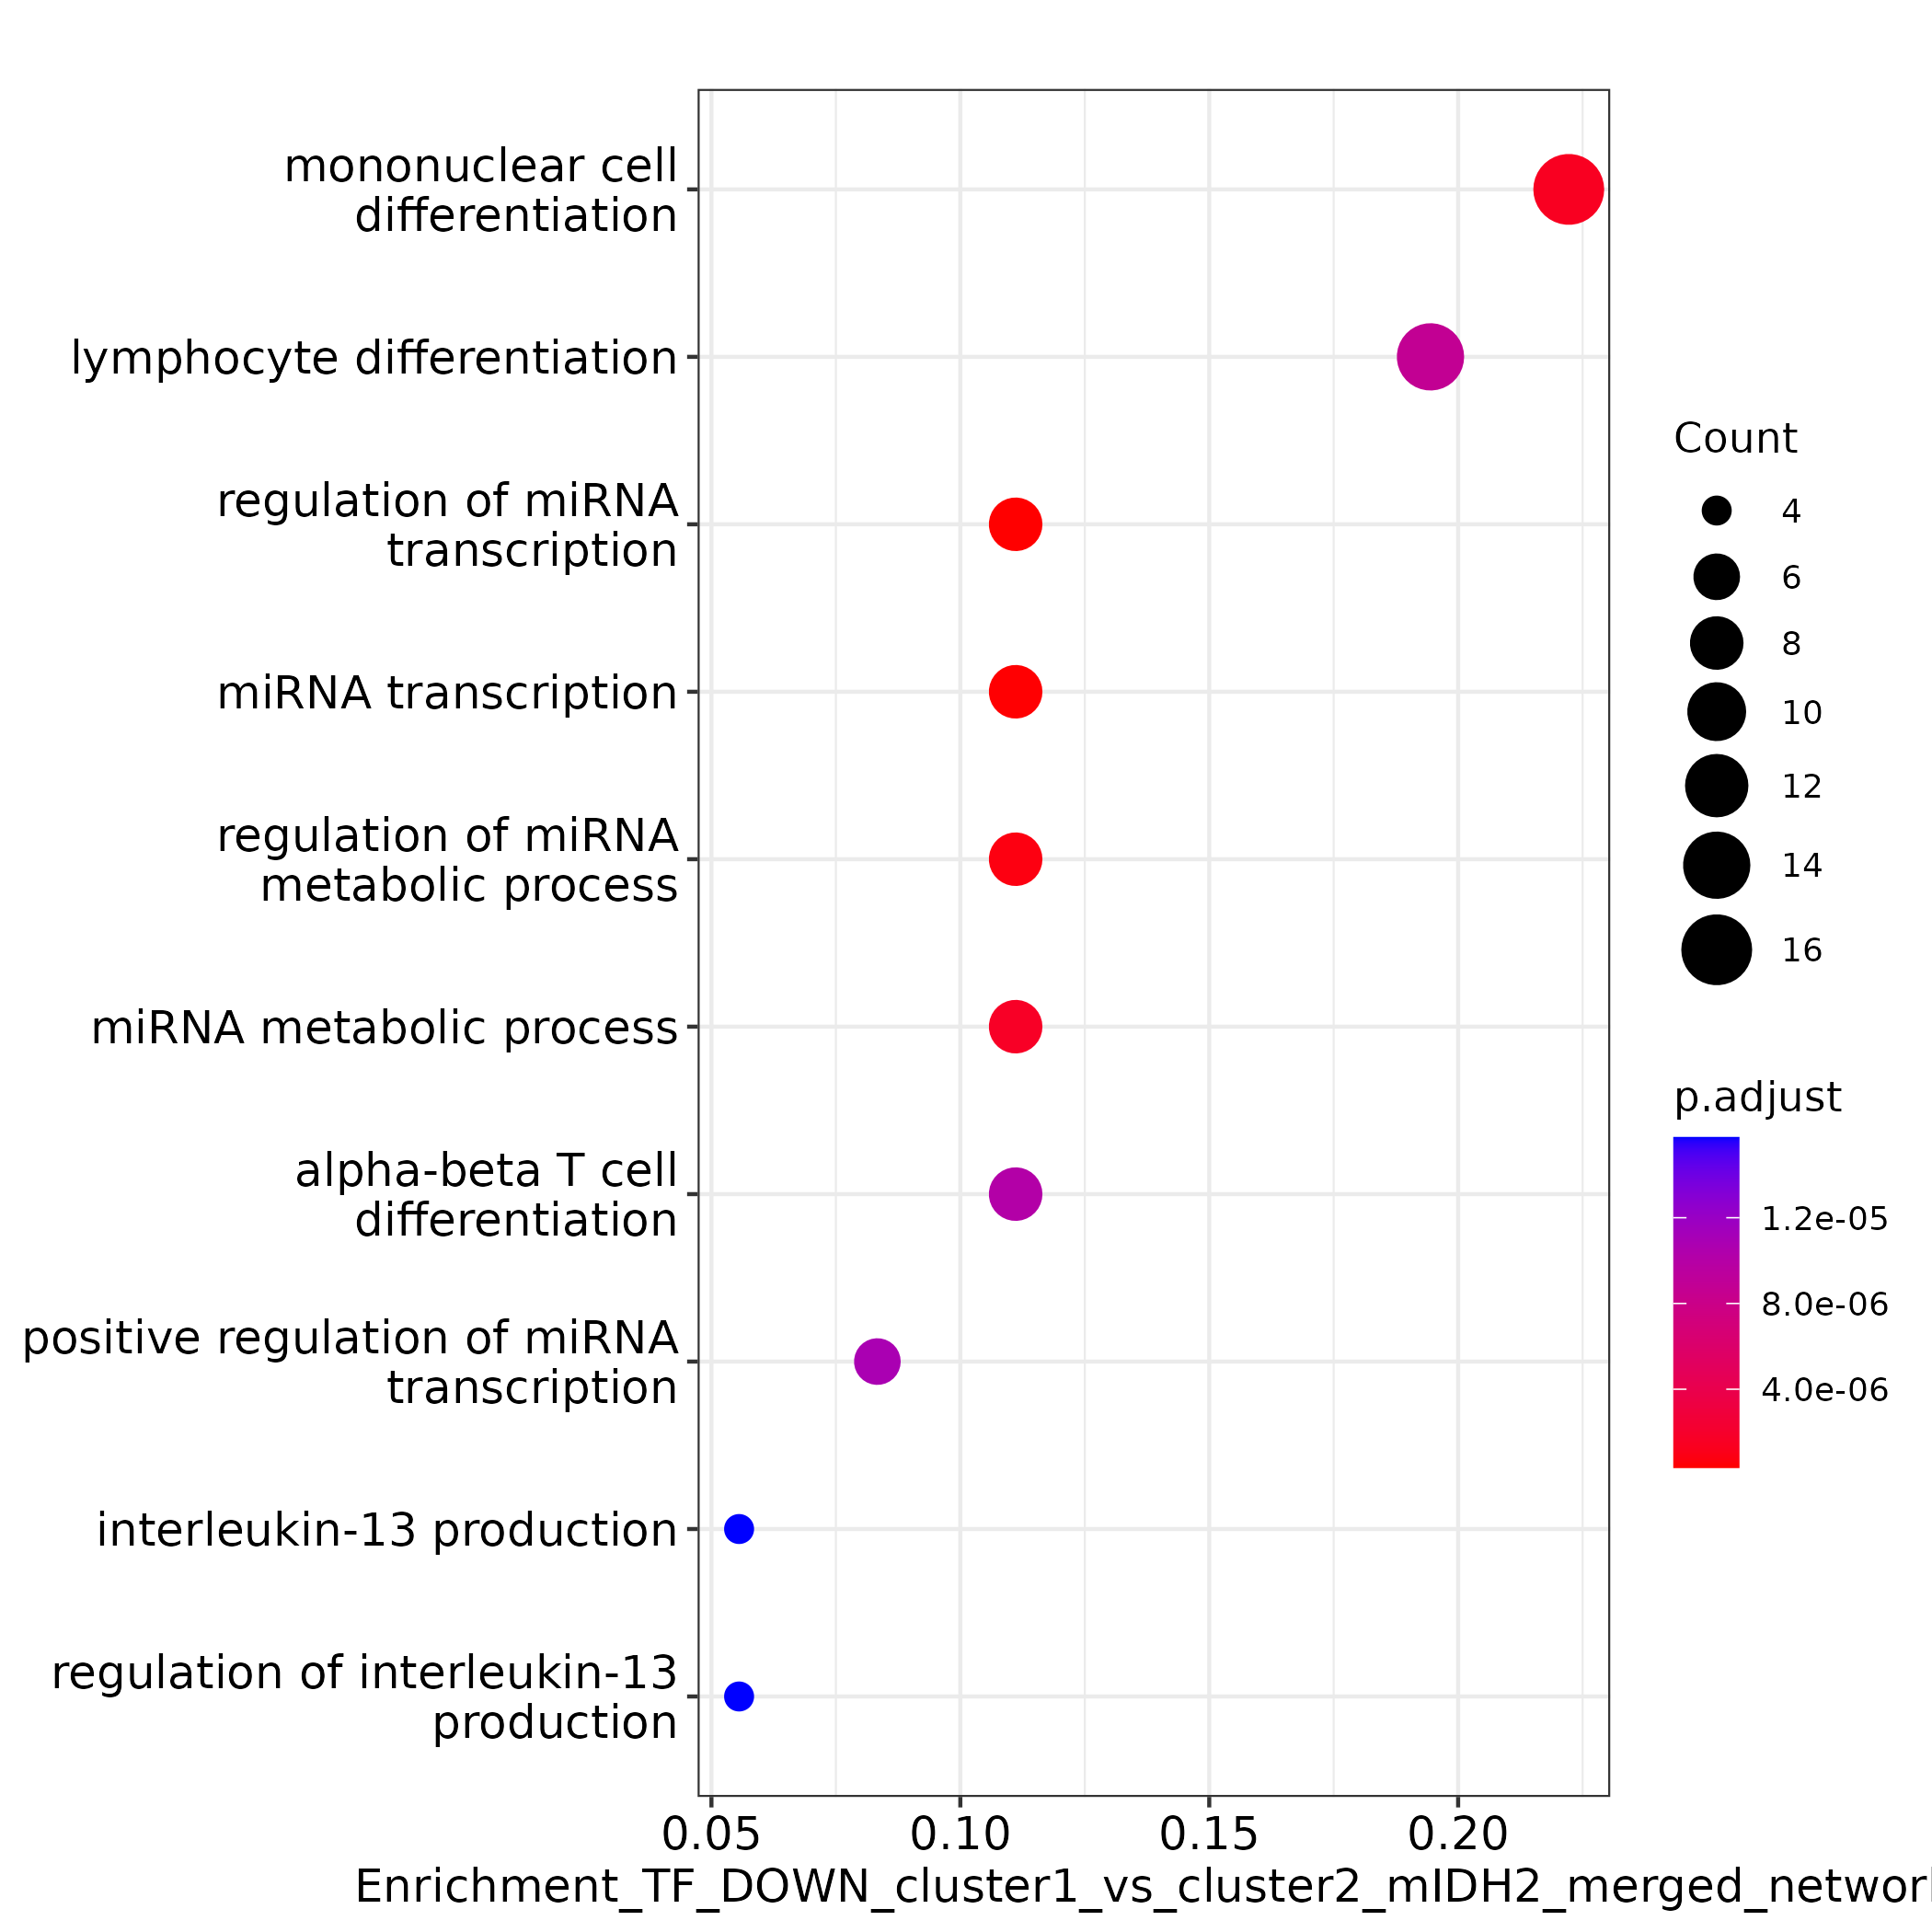 mononuclear cell
differentiation
lymphocyte differentiation
regulation of miRNA
transcription
miRNA transcription
regulation of miRNA
metabolic process
miRNA metabolic process
alpha-beta T cell
differentiation
positive regulation of miRNA
transcription
interleukin-13 production
regulation of interleukin-13
production
0.05 0.10 0.15 0.20
Enrichment_TF_DOWN_cluster1_vs_cluster2_mIDH2_merged_networ
Count
4
6
8
10
12
14
16
p.adjust
1.2e-05
8.0e-06
4.0e-06